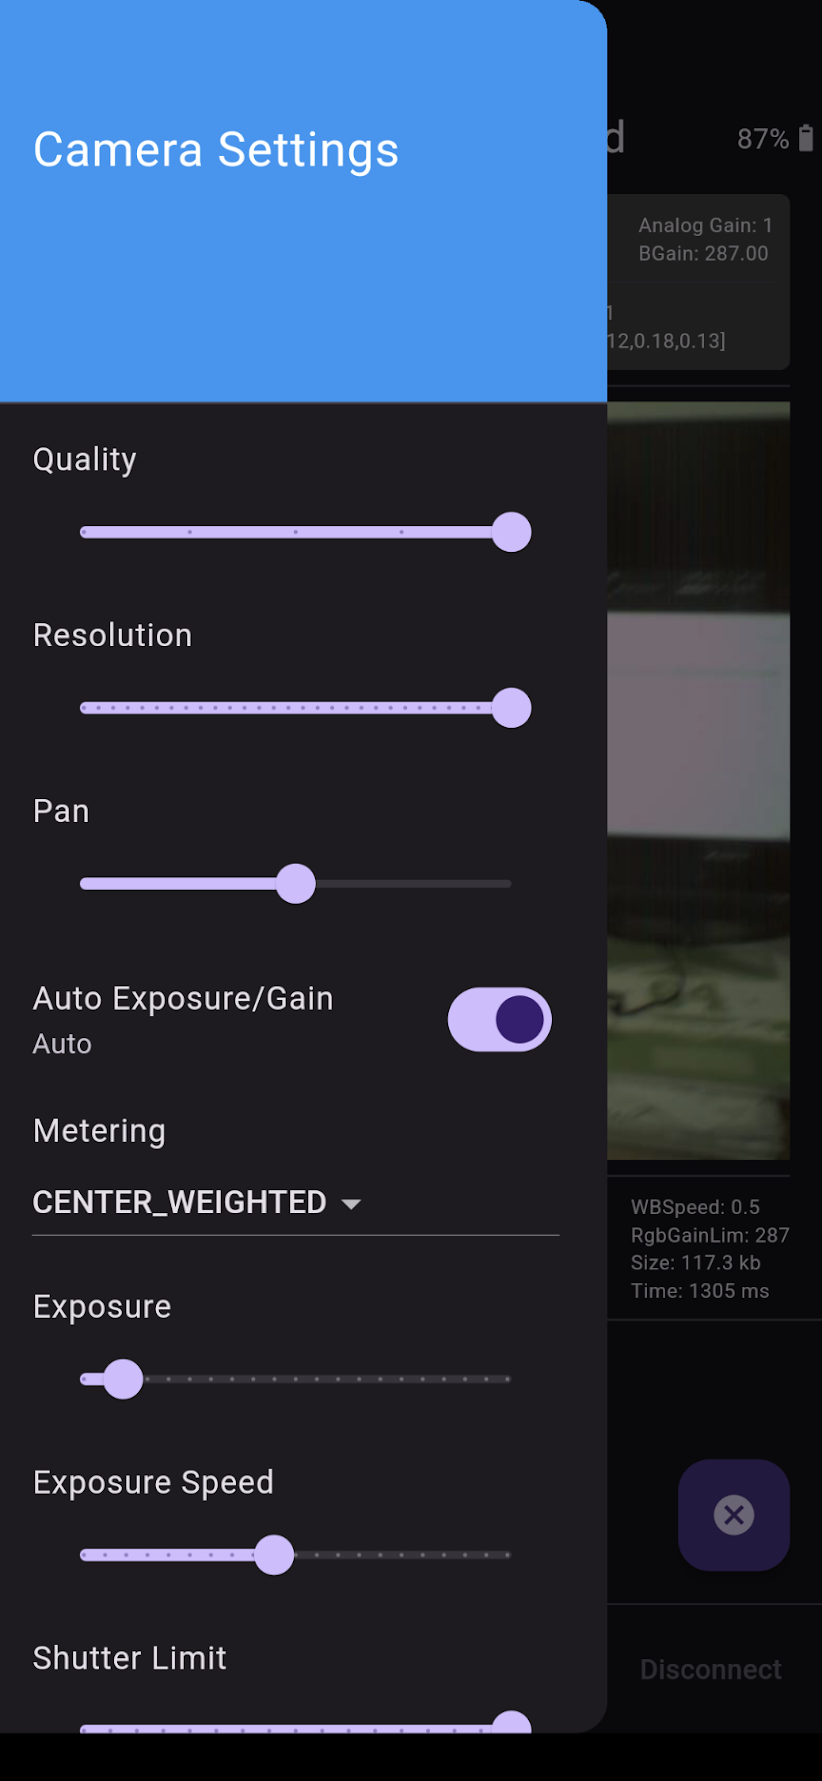 Camera Settings
d
87%
Analog Gain: 1
BGain: 287.00
1
12,0.18,0.13]
Quality
Resolution
Pan
Auto Exposure/Gain
Auto
Metering
CENTER_WEIGHTED
WBSpeed: 0.5
RgbGainLim: 287
Size: 117.3 kb
Time: 1305 ms
Exposure
Exposure Speed
Shutter Limit
Disconnect